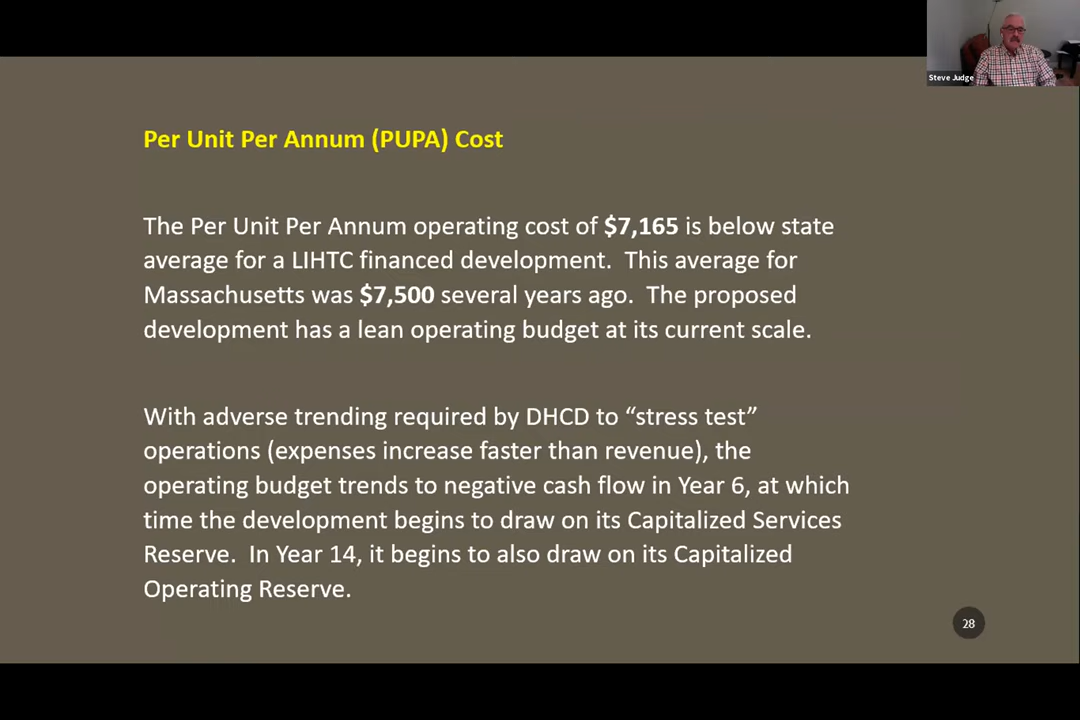 Steve Judge
Per Unit Per Annum (PUPA) Cost
The Per Unit Per Annum operating cost of $7,165 is below state
average for a LIHTC financed development.  This average for
Massachusetts was $7,500 several years ago.  The proposed
development has a lean operating budget at its current scale.
With adverse trending required by DHCD to “stress test”
operations (expenses increase faster than revenue), the
operating budget trends to negative cash flow in Year 6, at which
time the development begins to draw on its Capitalized Services
Reserve.  In Year 14, it begins to also draw on its Capitalized
Operating Reserve.
28